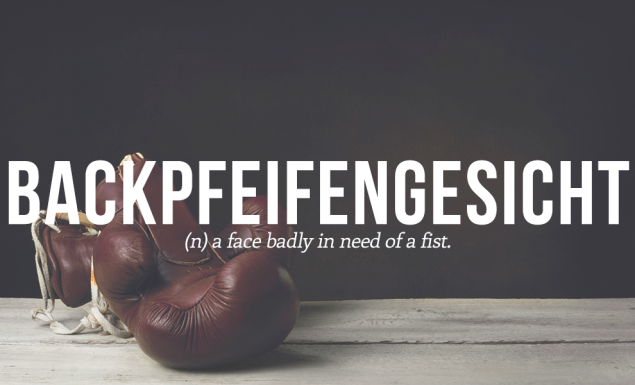 BACKPFEIFENGESICHT
(n) a face badly in need of a fist.